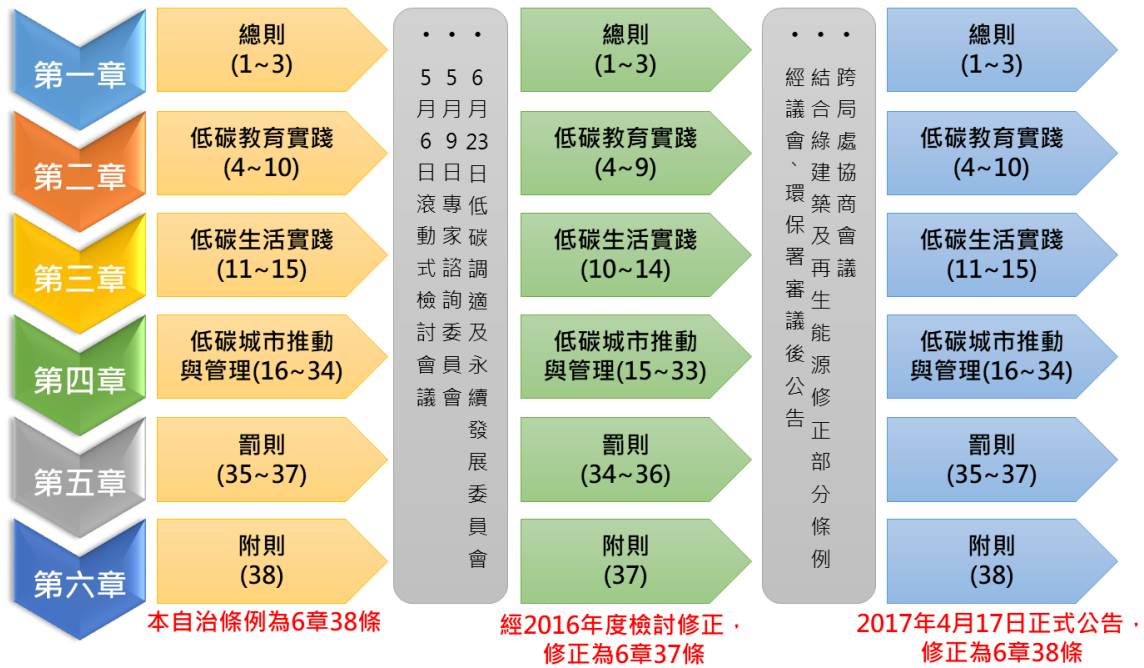 第一章
第二章
第三章
第四章
第五章
第六章
總則
(1~3)
低碳教育實踐
(4~10)
低碳生活實踐
(11~15)
低碳城市推動
與管理(16~34)
罰則
(35~37)
附則
(38)
本自治條例為6章38條
•5月6日滾動式檢討會議
•5月9日專家諮詢委員會
•6月23日低碳調適及永續發展委員會
總則
(1~3)
低碳教育實踐
(4~9)
低碳生活實踐
(10~14)
低碳城市推動
與管理(15~33)
罰則
(34~36)
附則
(37)
經2016年度檢討修正，
修正為6章37條
•跨局處協商會議
•結合綠建築及再生能源修正部分條例
•經議會、環保署審議後公告
總則
(1~3)
低碳教育實踐
(4~10)
低碳生活實踐
(11~15)
低碳城市推動
與管理(16~34)
罰則
(35~37)
附則
(38)
2017年4月17日正式公告，
修正為6章38條